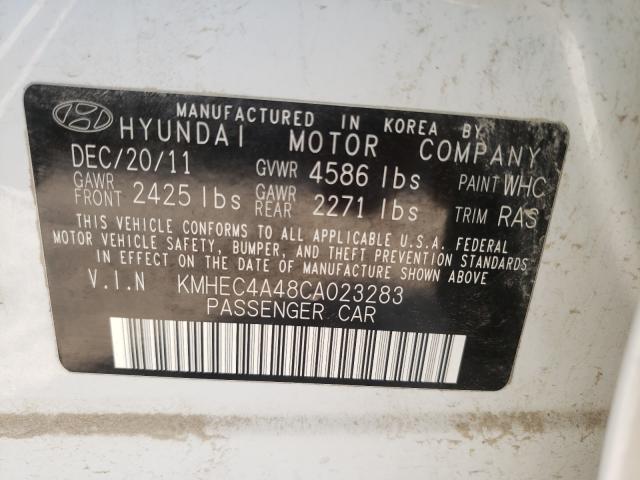 MANUFACTURED IN KOREA BY
HYUNDAI MOTOR COMPANY
DEC/20/11 GVWR 4586 lbs PAINT WHC
GAWR FRONT 2425 lbs GAWR REAR 2271 lbs TRIM RAS
THIS VEHICLE CONFORMS TO ALL APPLICABLE U.S.A. FEDERAL
MOTOR VEHICLE SAFETY, BUMPER, AND THEFT PREVENTION STANDARDS
IN EFFECT ON THE DATE OF MANUFACTURE SHOWN ABOVE
V.I.N KMHEC4A48CA023283
PASSENGER CAR